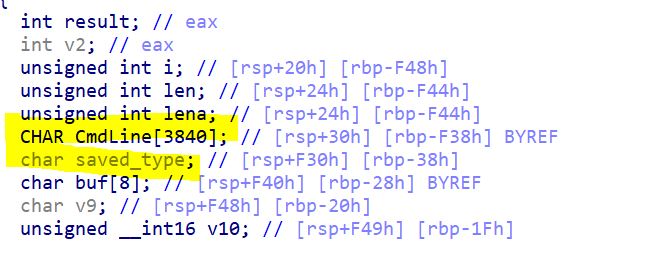 int result; // eax
int v2; // eax
unsigned int i; // [rsp+20h] [rbp-F48h]
unsigned int len; // [rsp+24h] [rbp-F44h]
unsigned int lena; // [rsp+24h] [rbp-F44h]
CHAR CmdLine[3840]; // [rsp+30h] [rbp-F38h] BYREF
char saved_type; // [rsp+F30h] [rbp-38h]
char buf[8]; // [rsp+F40h] [rbp-28h] BYREF
char v9; // [rsp+F48h] [rbp-20h]
unsigned __int16 v10; // [rsp+F49h] [rbp-1Fh]